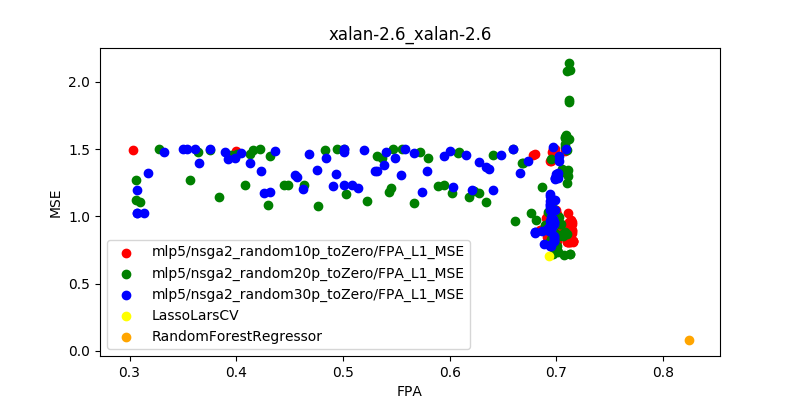 xalan-2.6_xalan-2.6
MSE
2.0
1.5
1.0
0.5
0.0
mlp5/nsga2_random10p_toZero/FPA_L1_MSE
mlp5/nsga2_random20p_toZero/FPA_L1_MSE
mlp5/nsga2_random30p_toZero/FPA_L1_MSE
LassoLarsCV
RandomForestRegressor
0.3 0.4 0.5 0.6 0.7 0.8
FPA